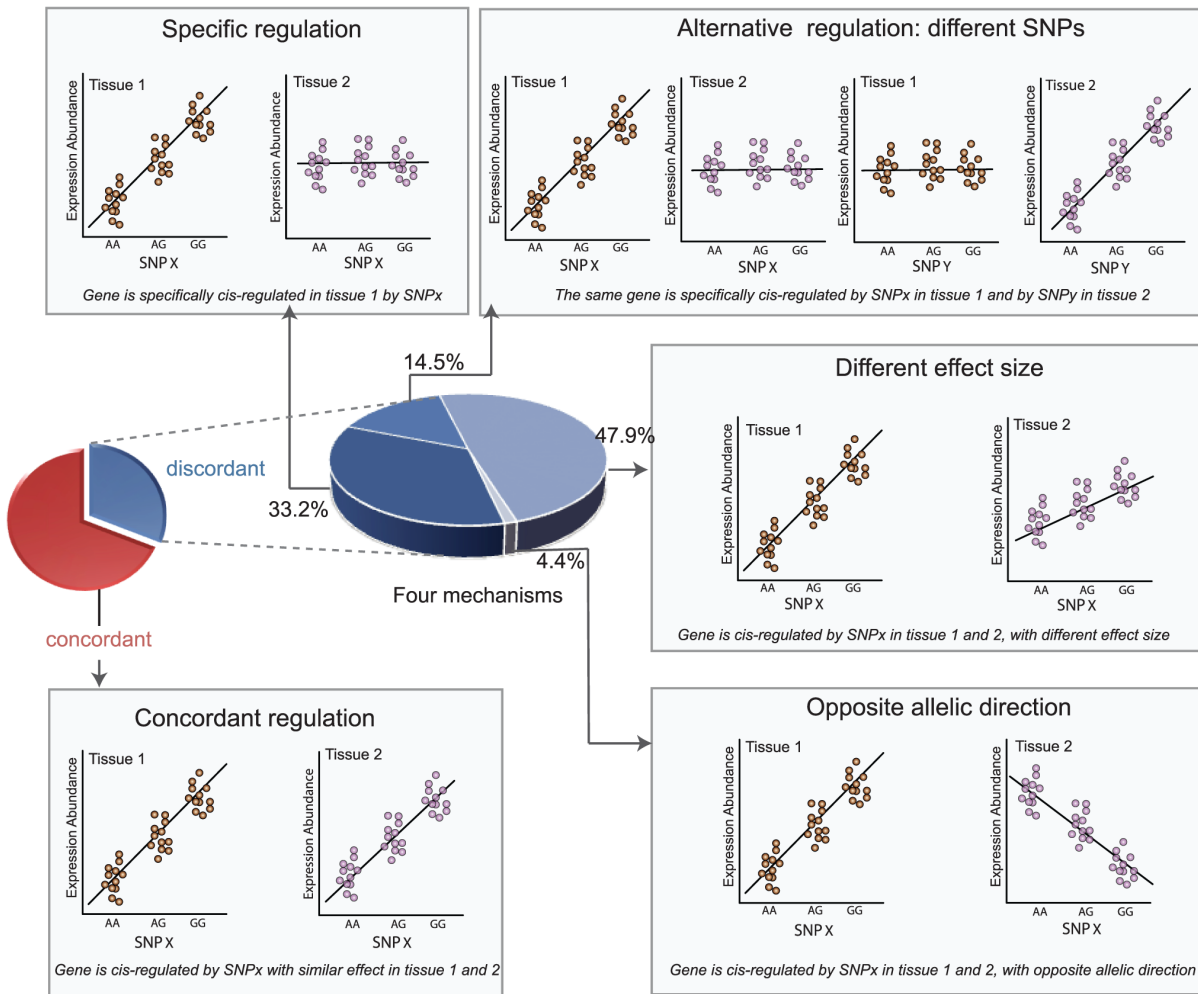 Specific regulation
Expression Abundance
Tissue 1
AA AG GG
SNP X
Expression Abundance
Tissue 2
AA AG GG
SNP X
Gene is specifically cis-regulated in tissue 1 by SNPx
Alternative regulation: different SNPs
Expression Abundance
Tissue 1
AA AG GG
SNP X
Expression Abundance
Tissue 2
AA AG GG
SNP X
Expression Abundance
Tissue 1
AA AG GG
SNP Y
Expression Abundance
Tissue 2
AA AG GG
SNP Y
The same gene is specifically cis-regulated by SNPx in tissue 1 and by SNPy in tissue 2
14.5%
47.9%
33.2%
4.4%
discordant
Four mechanisms
concordant
Different effect size
Expression Abundance
Tissue 1
AA AG GG
SNP X
Expression Abundance
Tissue 2
AA AG GG
SNP X
Gene is cis-regulated by SNPx in tissue 1 and 2, with different effect size
Concordant regulation
Expression Abundance
Tissue 1
AA AG GG
SNP X
Expression Abundance
Tissue 2
AA AG GG
SNP X
Gene is cis-regulated by SNPx with similar effect in tissue 1 and 2
Opposite allelic direction
Expression Abundance
Tissue 1
AA AG GG
SNP X
Expression Abundance
Tissue 2
AA AG GG
SNP X
Gene is cis-regulated by SNPx in tissue 1 and 2, with opposite allelic direction